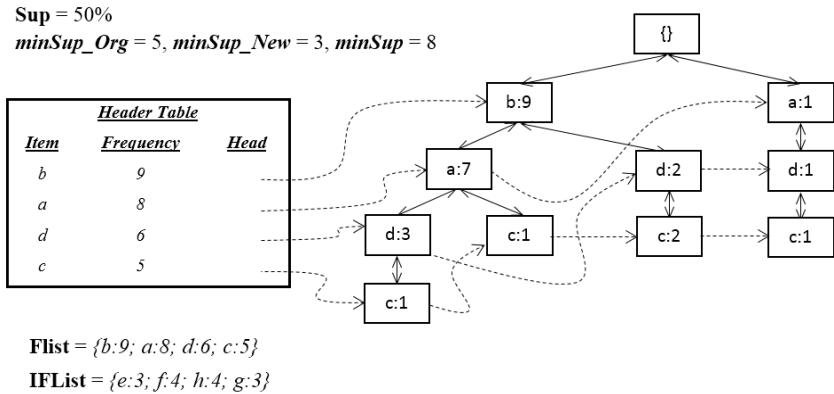 Sup = 50%
minSup_Org = 5, minSup_New = 3, minSup = 8
{}
b:9
a:1
Header Table
Item Frequency Head
b 9
a 8
d 6
c 5
a:7
d:2
d:1
d:3
c:1
c:2
c:1
c:1
Flist = {b:9; a:8; d:6; c:5}
IFList = {e:3; f:4; h:4; g:3}